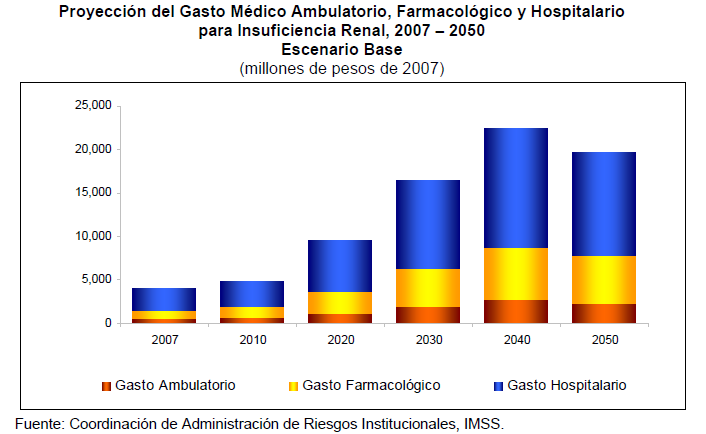 Proyección del Gasto Médico Ambulatorio, Farmacológico y Hospitalario
para Insuficiencia Renal, 2007 – 2050
Escenario Base
(millones de pesos de 2007)
25,000
20,000
15,000
10,000
5,000
0
2007 2010 2020 2030 2040 2050
Gasto Ambulatorio Gasto Farmacológico Gasto Hospitalario
Fuente: Coordinación de Administración de Riesgos Institucionales, IMSS.